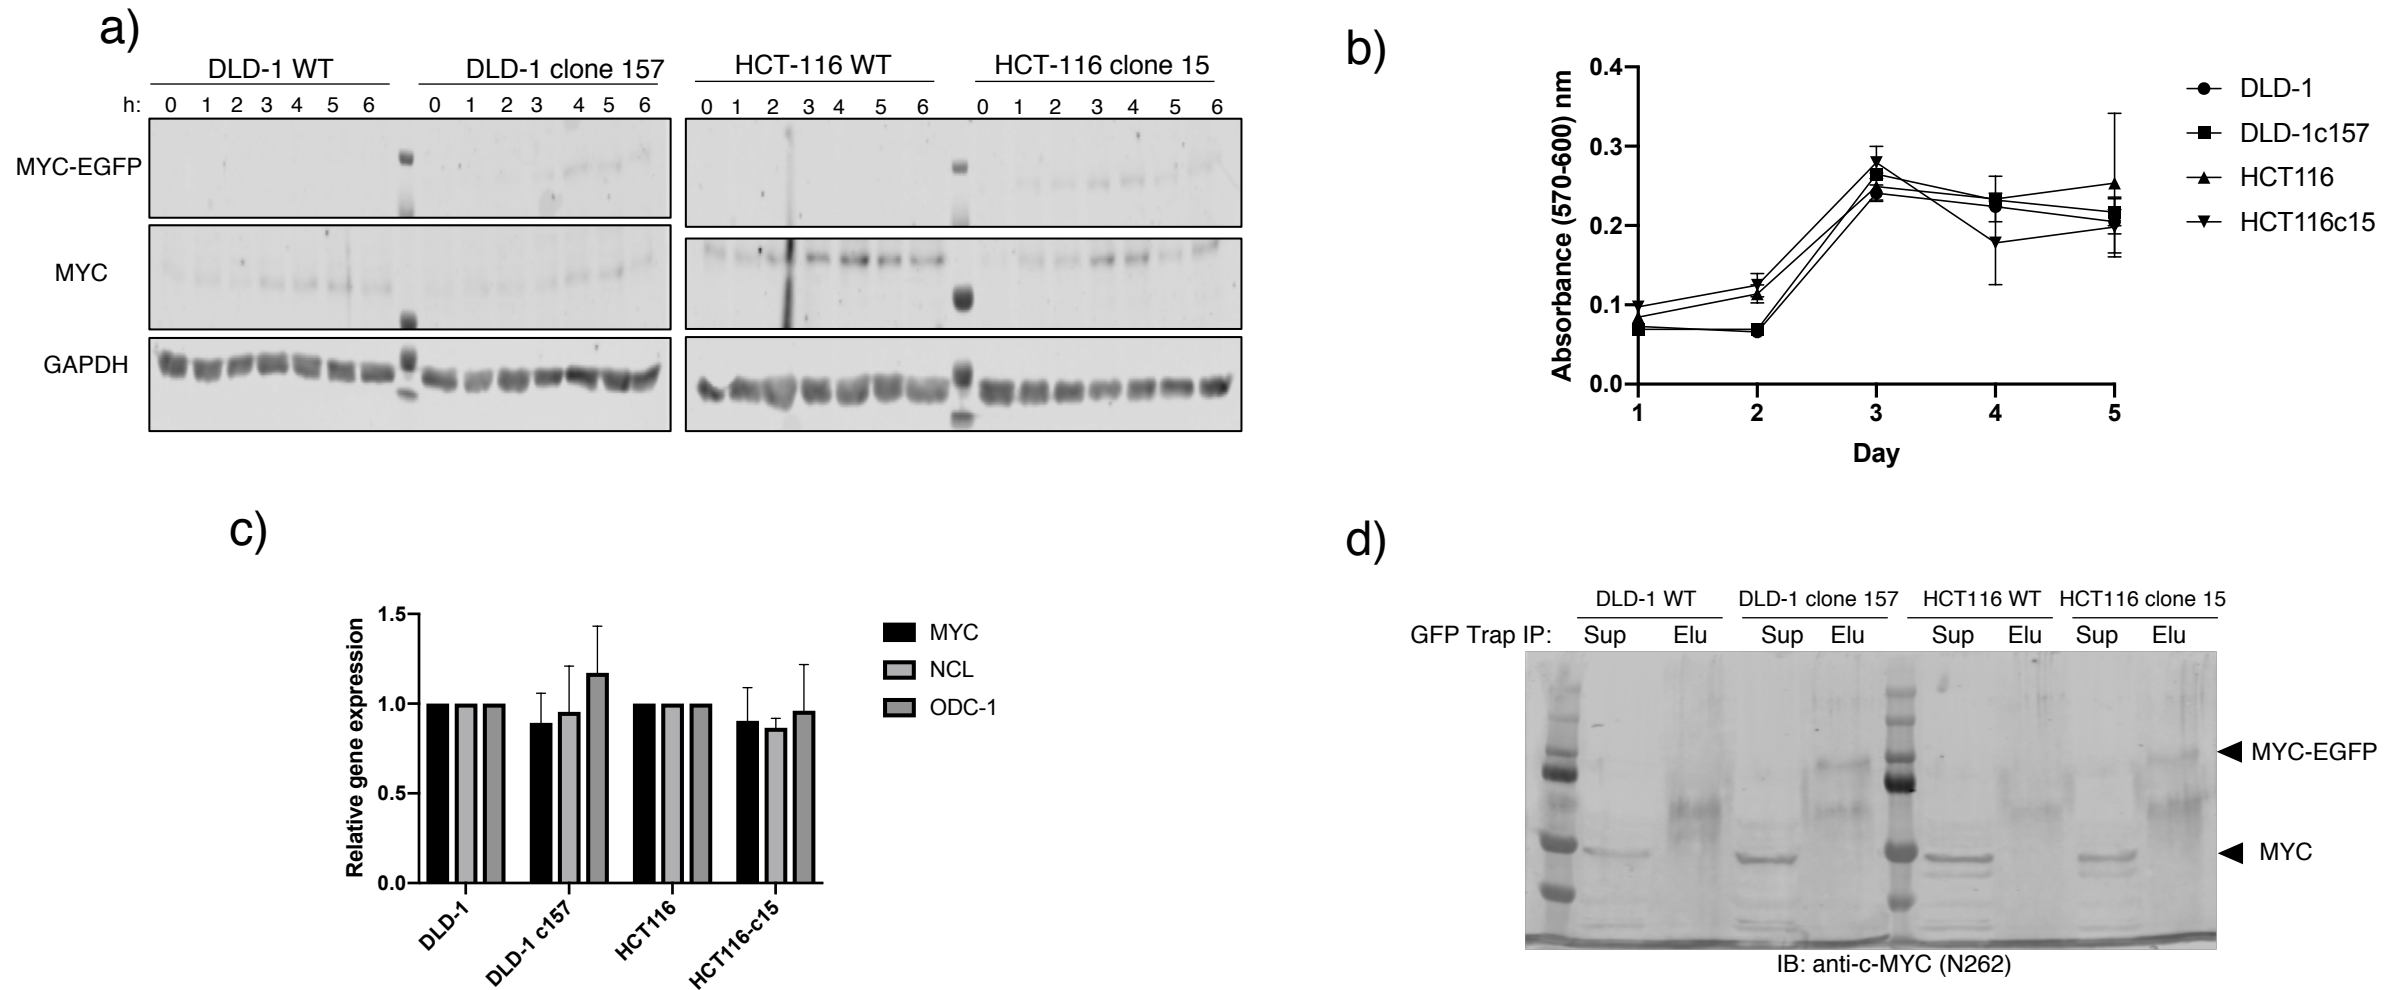 a)
DLD-1 WT DLD-1 clone 157 HCT-116 WT HCT-116 clone 15
h: 0 1 2 3 4 5 6 0 1 2 3 4 5 6 0 1 2 3 4 5 6 0 1 2 3 4 5 6
MYC-EGFP
MYC
GAPDH
b)
Absorbance (570-600) nm
0.4
0.3
0.2
0.1
0.0
1 2 3 4 5
Day
DLD-1
DLD-1c157
HCT116
HCT116c15
c)
Relative gene expression
1.5
1.0
0.5
0.0
DLD-1
DLD-1 c157
HCT116
HCT116-c15
MYC
NCL
ODC-1
d)
DLD-1 WT DLD-1 clone 157 HCT116 WT HCT116 clone 15
GFP Trap IP: Sup Elu Sup Elu Sup Elu Sup Elu
MYC-EGFP
MYC
IB: anti-c-MYC (N262)